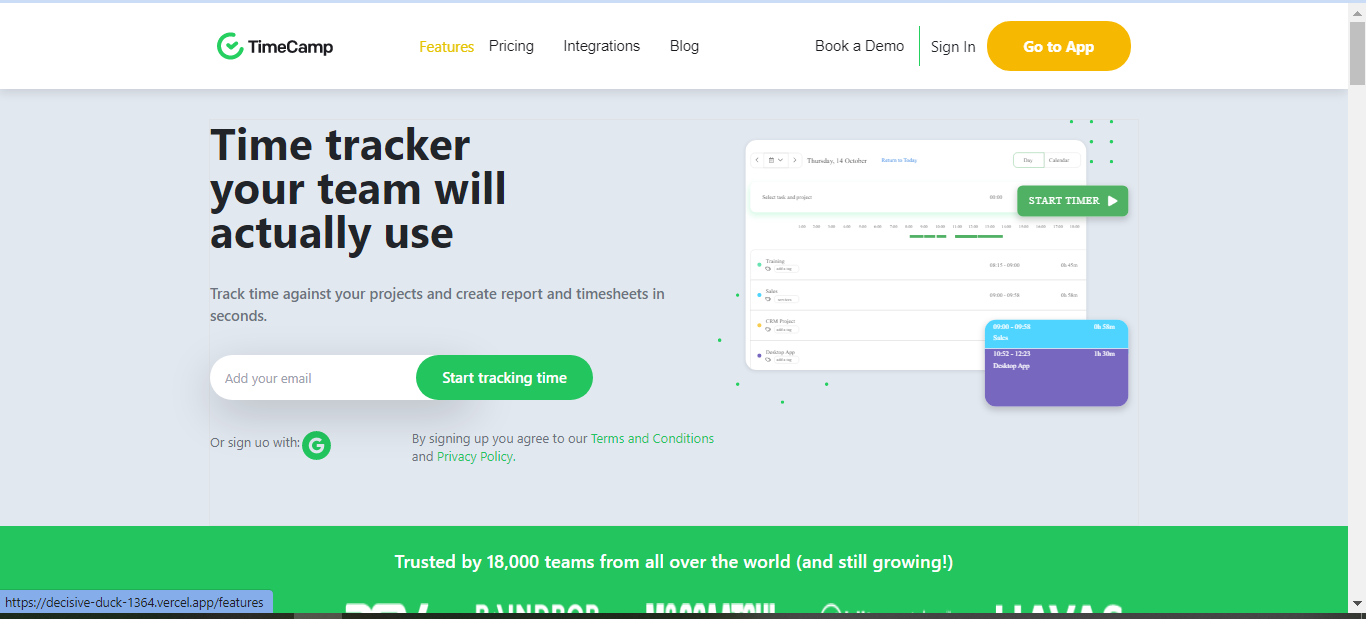 TimeCamp
Features Pricing Integrations Blog Book a Demo Sign In Go to App
Time tracker
your team will
actually use
Track time against your projects and create report and timesheets in
seconds.
Add your email Start tracking time
Or sign uo with: G
By signing up you agree to our Terms and Conditions
and Privacy Policy.
Thursday, 14 October Return to Today Day Calendar
Select task and project 00:00 START TIMER
Training
add a tag
08:15 - 09:00 0h 45m
Sales
09:00 - 09:58 0h 58m
CRM Project
add a tag
Desktop App
add a tag
09:00 - 09:58 0h 58m
Sales
10:52 - 12:23 1h 30m
Desktop App
Trusted by 18,000 teams from all over the world (and still growing!)
https://decisive-duck-1364.vercel.app/features